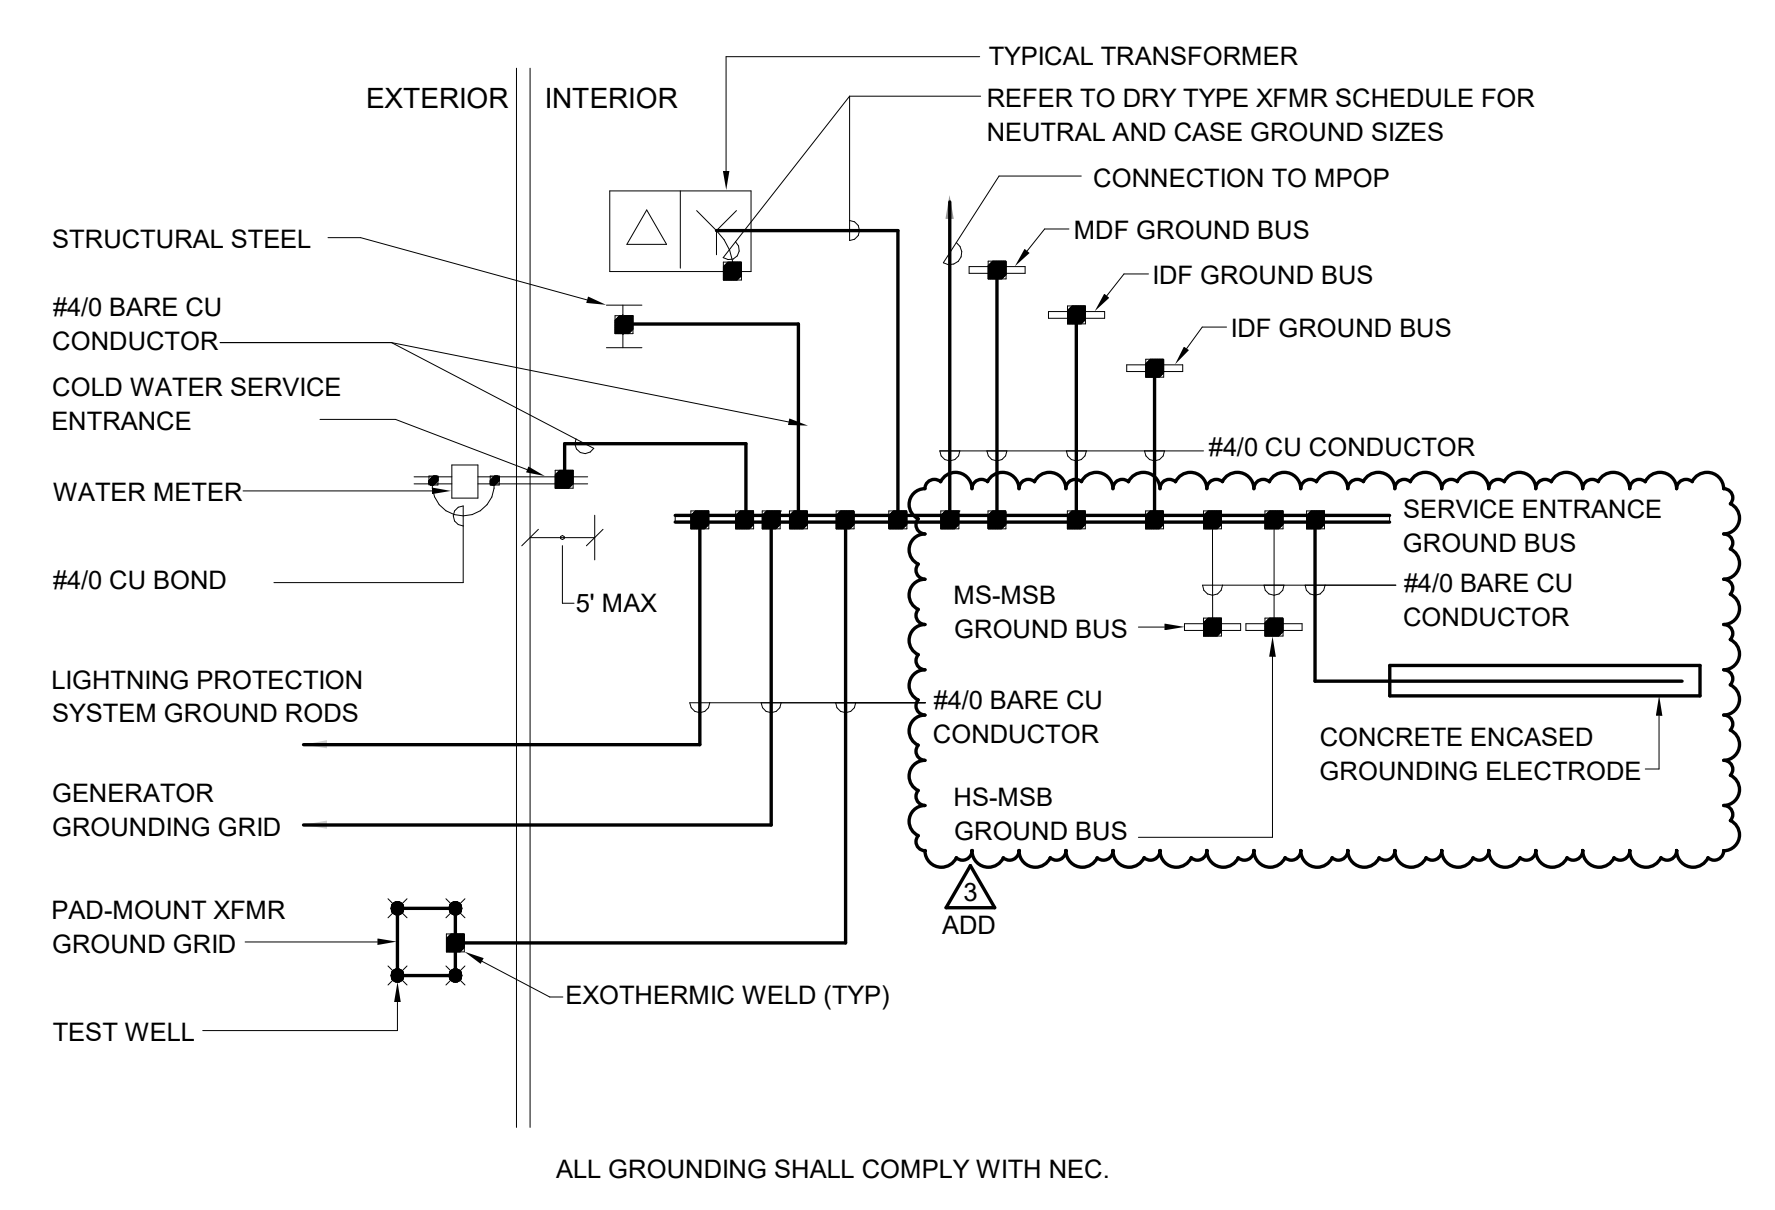 TYPICAL TRANSFORMER
EXTERIOR
INTERIOR
REFER TO DRY TYPE XFMR SCHEDULE FOR
NEUTRAL AND CASE GROUND SIZES
CONNECTION TO MPOP
STRUCTURAL STEEL
MDF GROUND BUS
IDF GROUND BUS
#4/0 BARE CU
CONDUCTOR
IDF GROUND BUS
COLD WATER SERVICE
ENTRANCE
#4/0 CU CONDUCTOR
WATER METER
SERVICE ENTRANCE
GROUND BUS
#4/0 CU BOND
5' MAX
MS-MSB
GROUND BUS
#4/0 BARE CU
CONDUCTOR
LIGHTNING PROTECTION
SYSTEM GROUND RODS
#4/0 BARE CU
CONDUCTOR
CONCRETE ENCASED
GROUNDING ELECTRODE
GENERATOR
GROUNDING GRID
HS-MSB
GROUND BUS
3
ADD
PAD-MOUNT XFMR
GROUND GRID
EXOTHERMIC WELD (TYP)
TEST WELL
ALL GROUNDING SHALL COMPLY WITH NEC.